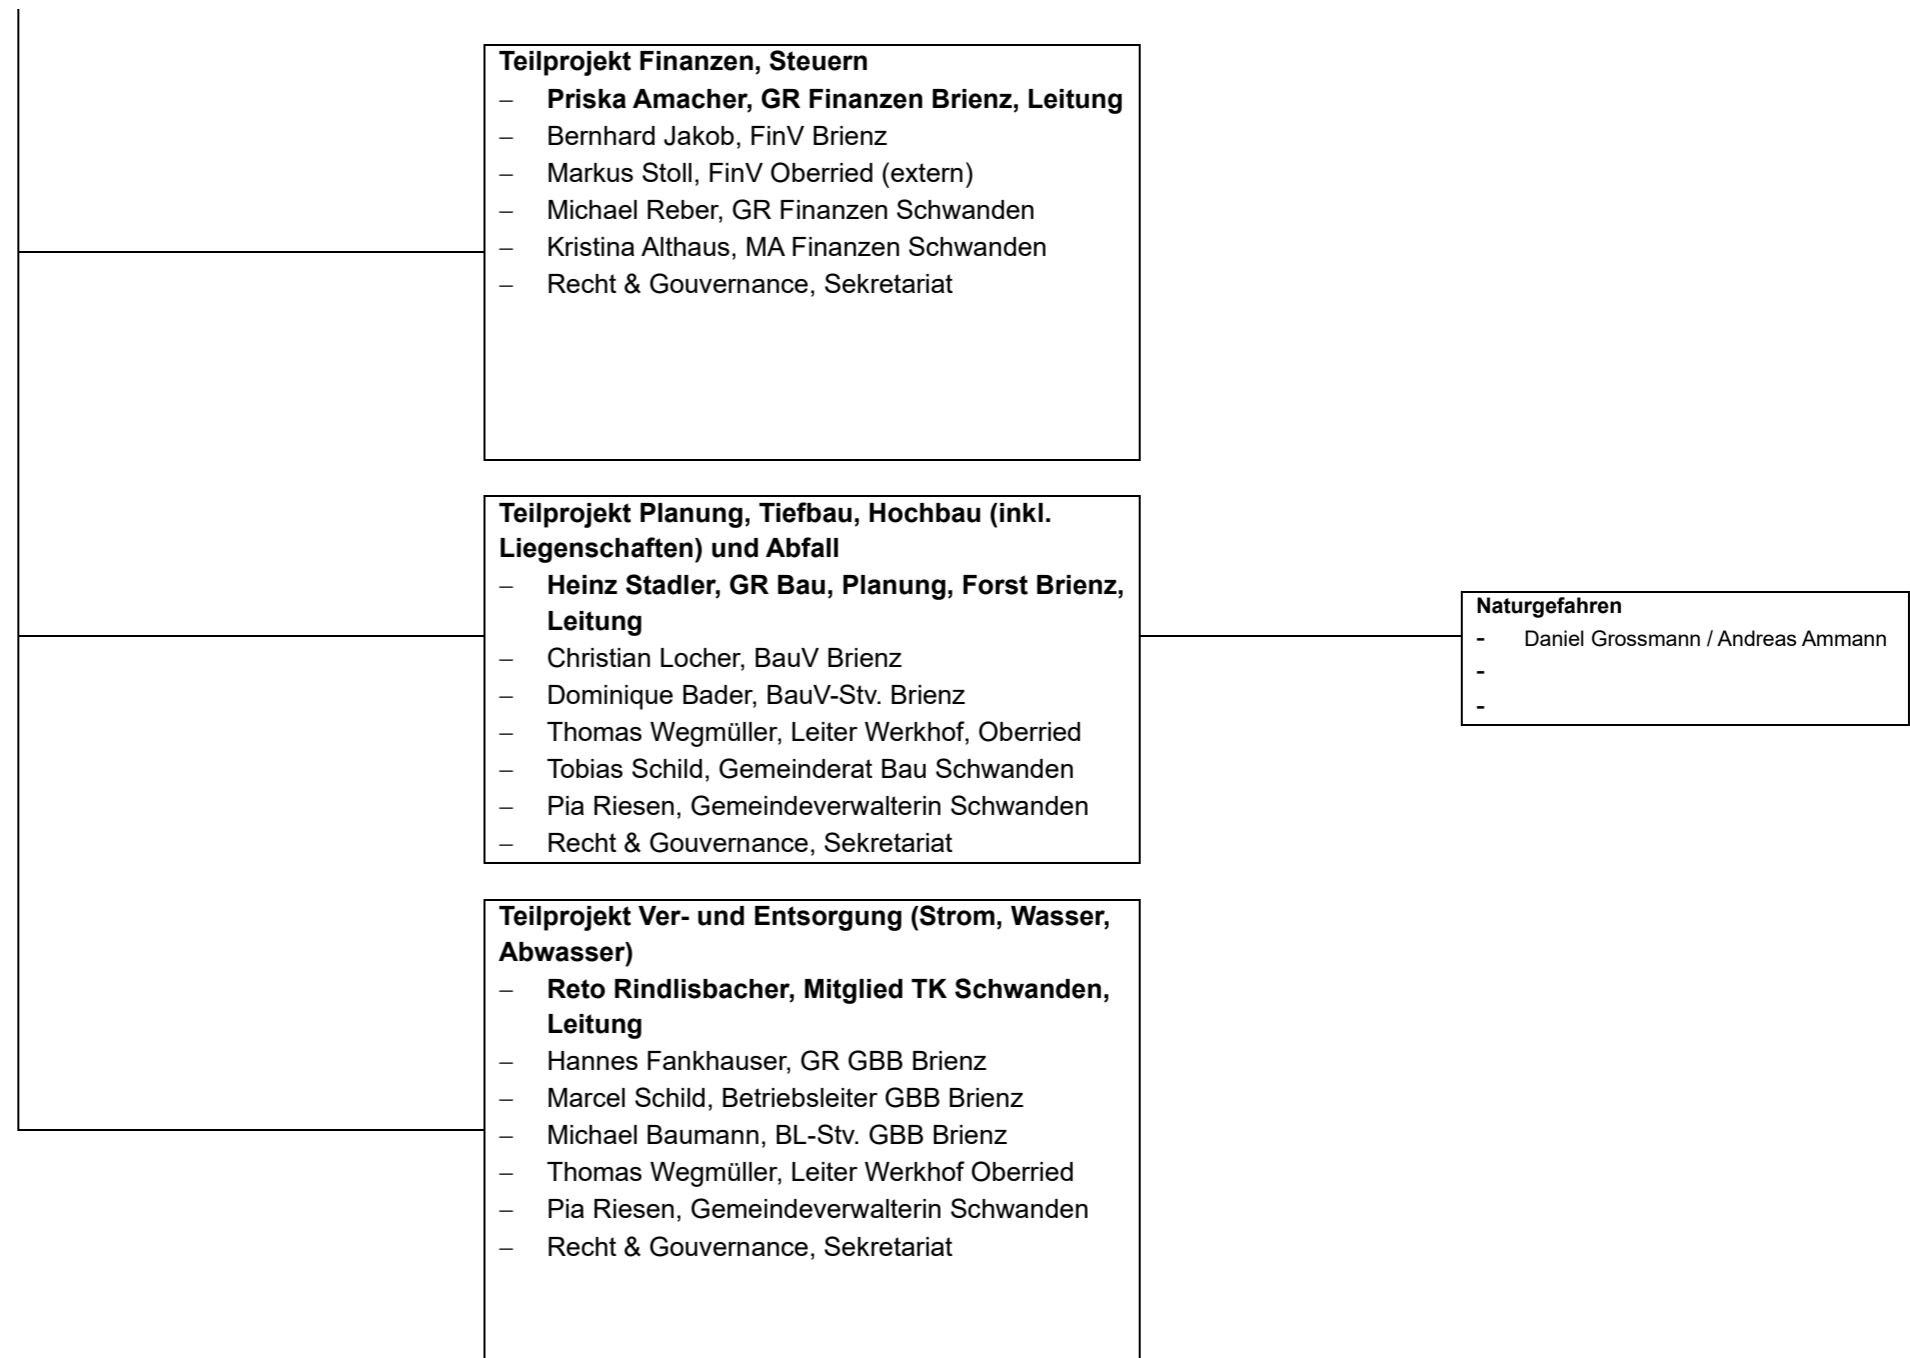 Teilprojekt Finanzen, Steuern
– Priska Amacher, GR Finanzen Brienz, Leitung
– Bernhard Jakob, FinV Brienz
– Markus Stoll, FinV Oberried (extern)
– Michael Reber, GR Finanzen Schwanden
– Kristina Althaus, MA Finanzen Schwanden
– Recht & Gouvernance, Sekretariat
Teilprojekt Planung, Tiefbau, Hochbau (inkl.
Liegenschaften) und Abfall
– Heinz Stadler, GR Bau, Planung, Forst Brienz,
Leitung
– Christian Locher, BauV Brienz
– Dominique Bader, BauV-Stv. Brienz
– Thomas Wegmüller, Leiter Werkhof, Oberried
– Tobias Schild, Gemeinderat Bau Schwanden
– Pia Riesen, Gemeindeverwalterin Schwanden
– Recht & Gouvernance, Sekretariat
Naturgefahren
- Daniel Grossmann / Andreas Ammann
-
-
Teilprojekt Ver- und Entsorgung (Strom, Wasser,
Abwasser)
– Reto Rindlisbacher, Mitglied TK Schwanden,
Leitung
– Hannes Fankhauser, GR GBB Brienz
– Marcel Schild, Betriebsleiter GBB Brienz
– Michael Baumann, BL-Stv. GBB Brienz
– Thomas Wegmüller, Leiter Werkhof Oberried
– Pia Riesen, Gemeindeverwalterin Schwanden
– Recht & Gouvernance, Sekretariat